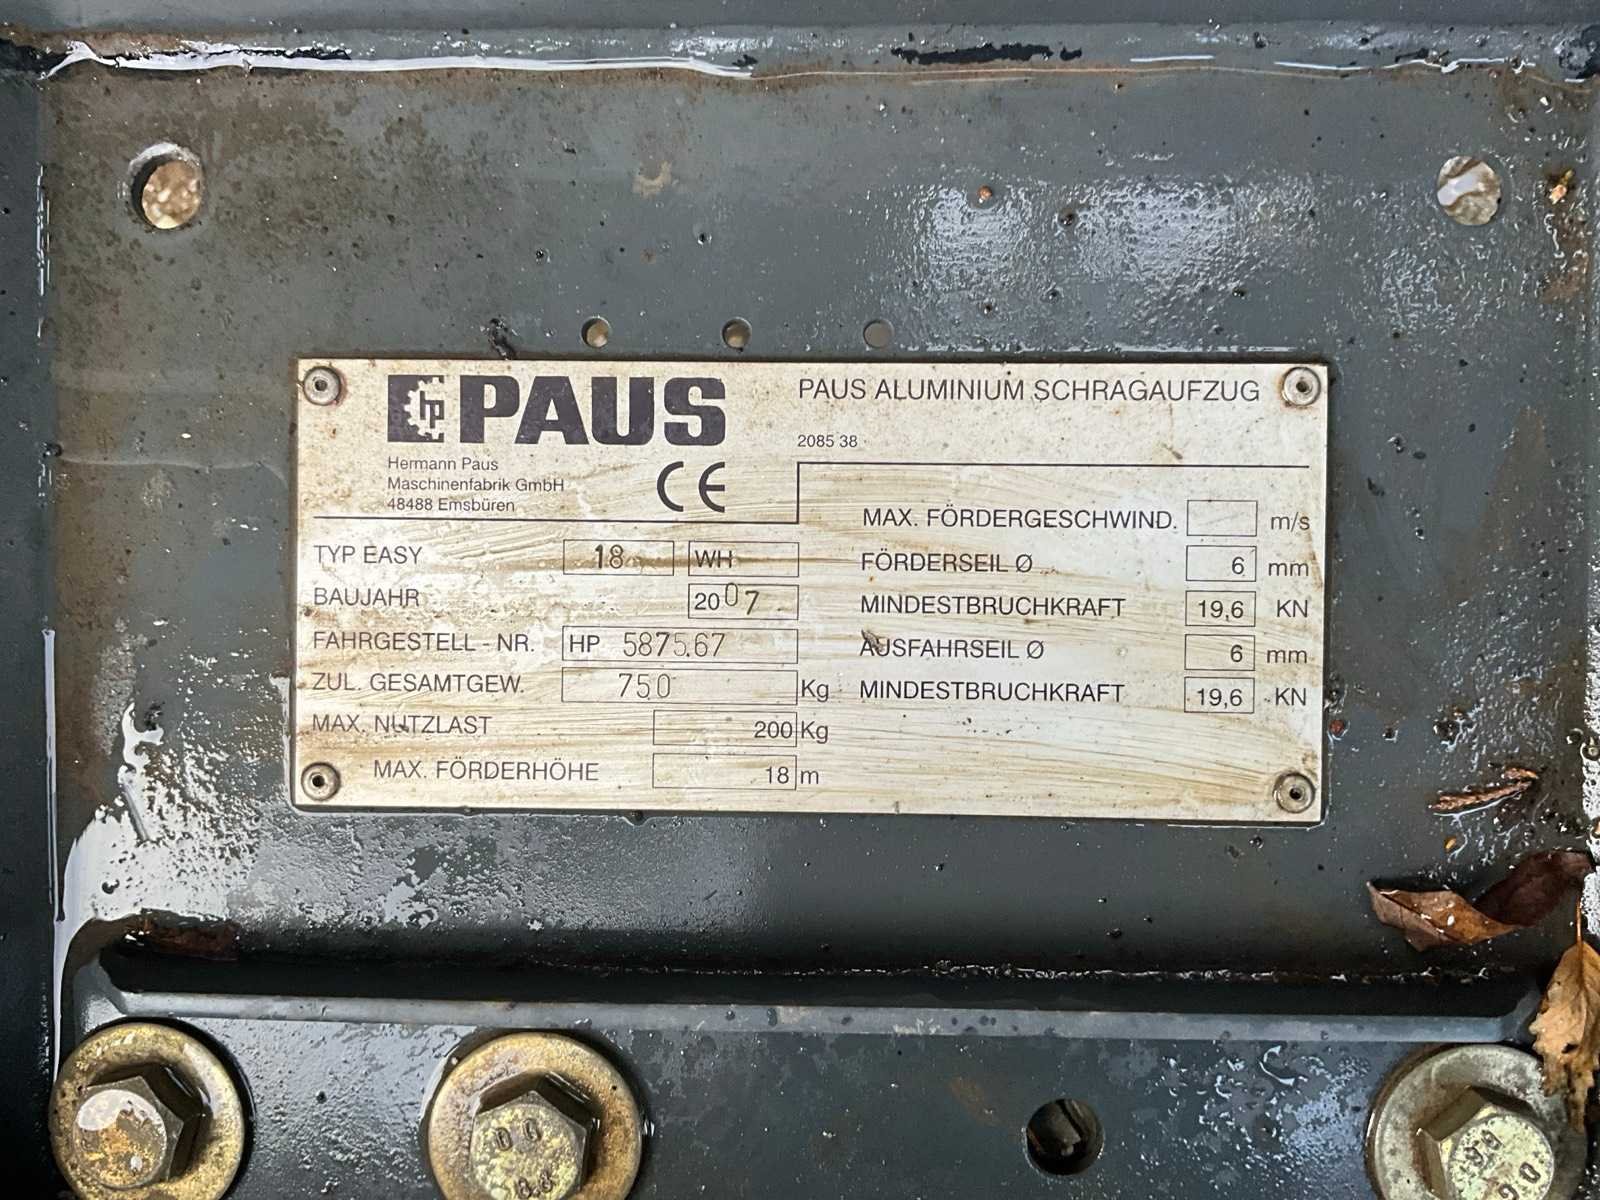 hp PAUS
Hermann Paus
Maschinenfabrik GmbH
48488 Emsbüren
CE
PAUS ALUMINIUM SCHRAGAUFZUG
2085 38
TYP EASY 18 WH
BAUJAHR 2007
FAHRGESTELL - NR. HP 5875.67
ZUL. GESAMTGEW. 750 Kg
MAX. NUTZLAST 200 Kg
MAX. FÖRDERHÖHE 18 m
MAX. FÖRDERGESCHWIND. m/s
FÖRDERSEIL Ø 6 mm
MINDESTBRUCHKRAFT 19,6 KN
AUSFAHRSEIL Ø 6 mm
MINDESTBRUCHKRAFT 19,6 KN